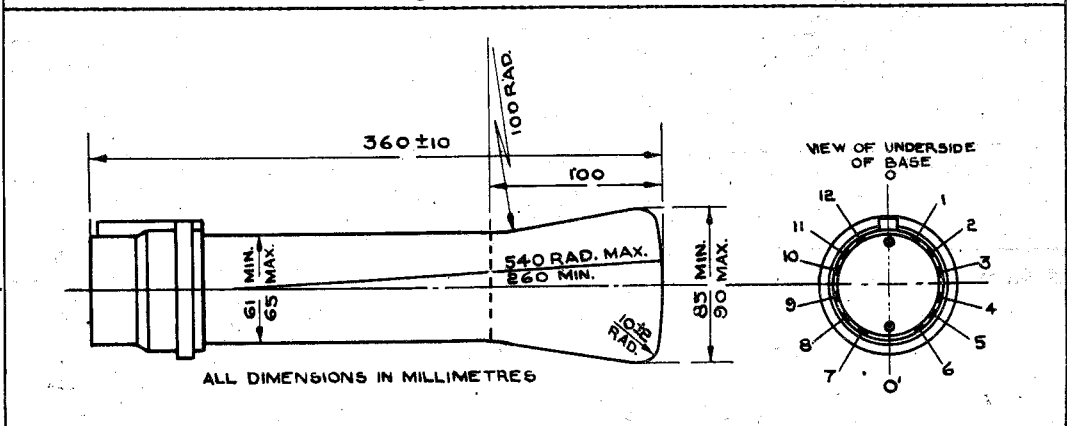 100 RAD.
360 ±10
100
VIEW OF UNDERSIDE
OF BASE
O
12
1
11
2
10
3
9
4
8
5
7
6
O'
61 MIN.
65 MAX.
540 RAD. MAX.
260 MIN.
85 MIN.
90 MAX.
10±2
RAD.
ALL DIMENSIONS IN MILLIMETRES